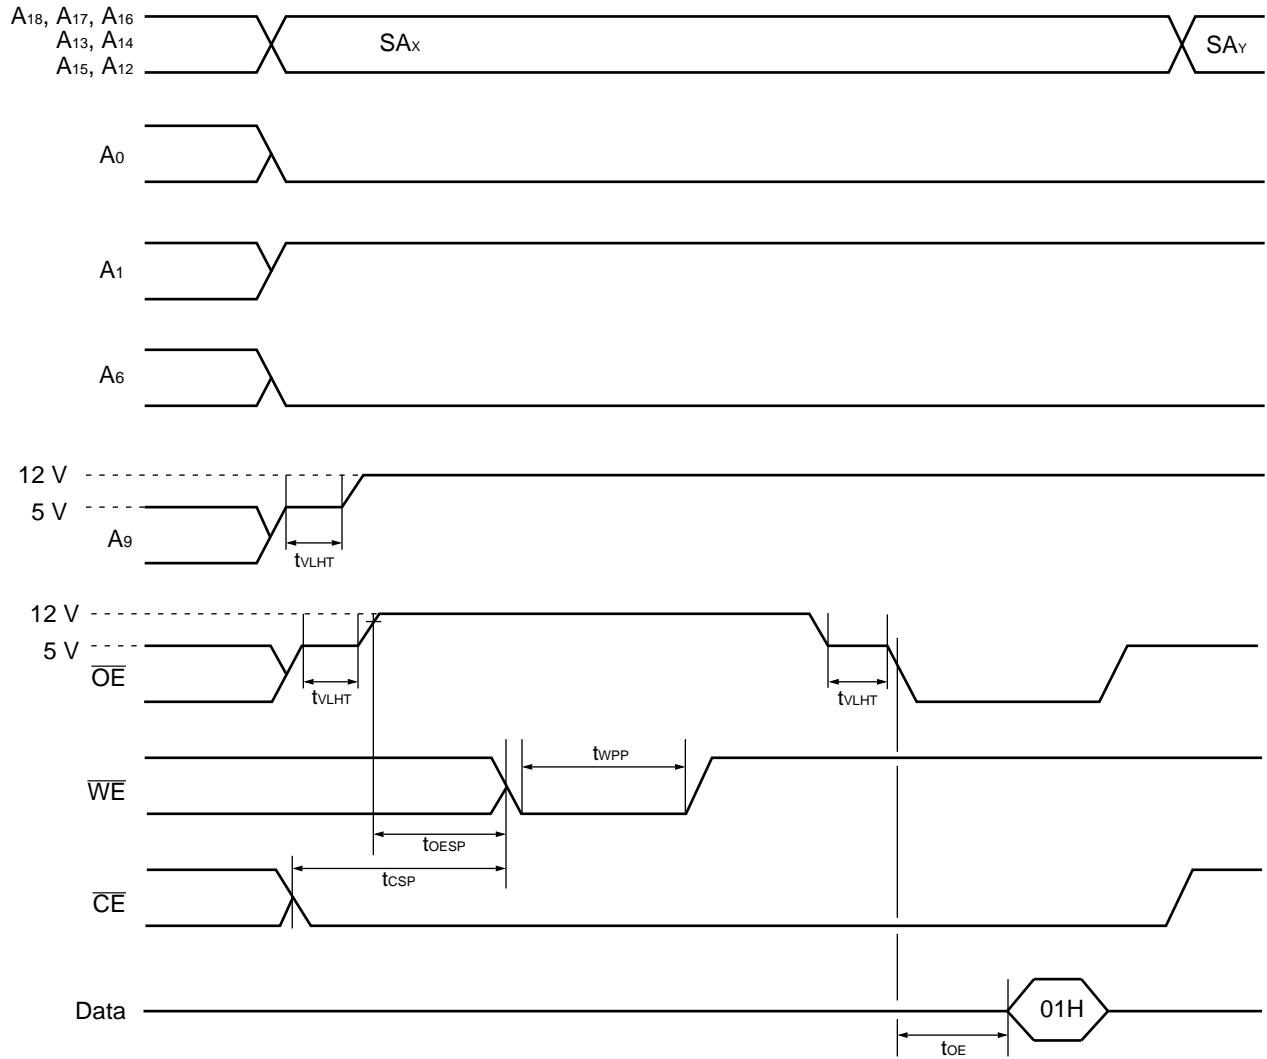 A18, A17, A16
A13, A14
A15, A12
SAX
SAY
A0
A1
A6
12 V
5 V
A9
tVLHT
12 V
5 V
OE
tVLHT
tVLHT
WE
tWPP
tOESP
tCSP
CE
Data
01H
tOE